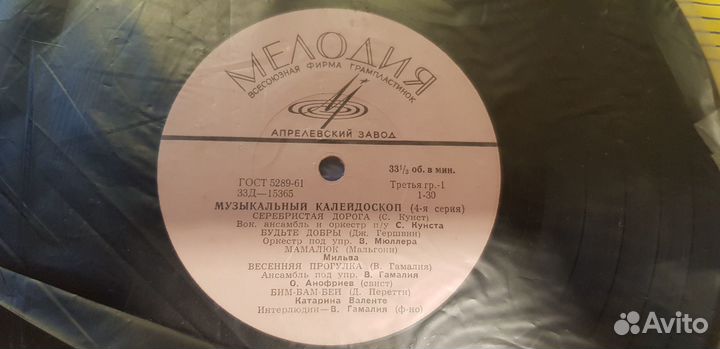 МЕЛОДИЯ
ВСЕСОЮЗНАЯ ФИРМА ГРАМПЛАСТИНОК
АПРЕЛЕВСКИЙ ЗАВОД
33⅓ об. в мин.
ГОСТ 5289-61
Третья гр.-1
33Д—15365
1-30
МУЗЫКАЛЬНЫЙ КАЛЕЙДОСКОП (4-я серия)
СЕРЕБРИСТАЯ ДОРОГА (С. Кунст)
Вок. ансамбль и оркестр п/у С. Кунста
БУДЬТЕ ДОБРЫ (Дж. Гершвин)
Оркестр под упр. В. Мюллера
МАМАЛЮК (Мальгони)
Мильва
ВЕСЕННЯЯ ПРОГУЛКА (В. Гамалия)
Ансамбль под упр. В. Гамалия
О. Анофриев (свист)
БИМ-БАМ-БЕЙ (Д. Перетти)
Катарина Валенте
Интерлюдии—В. Гамалия (ф-но)
Avito